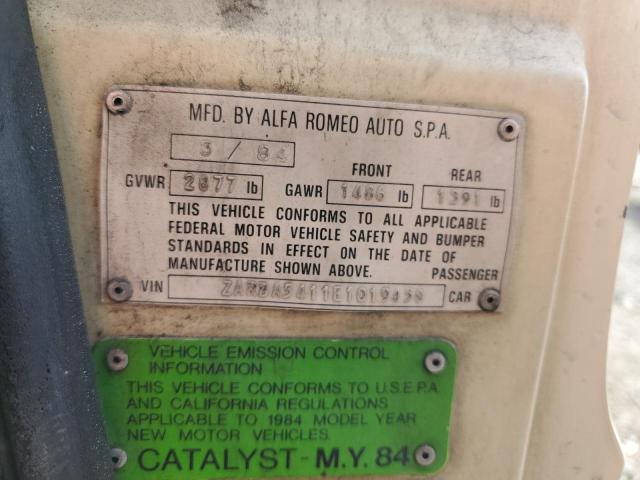 MFD. BY ALFA ROMEO AUTO S.P.A.
3 / 84
FRONT REAR
GVWR 2877 lb GAWR 1486 lb 1391 lb
THIS VEHICLE CONFORMS TO ALL APPLICABLE
FEDERAL MOTOR VEHICLE SAFETY AND BUMPER
STANDARDS IN EFFECT ON THE DATE OF
MANUFACTURE SHOWN ABOVE. PASSENGER
VIN CAR
VEHICLE EMISSION CONTROL
INFORMATION
THIS VEHICLE CONFORMS TO U.S.E.P.A.
AND CALIFORNIA REGULATIONS
APPLICABLE TO 1984 MODEL YEAR
NEW MOTOR VEHICLES
CATALYST - M.Y. 84